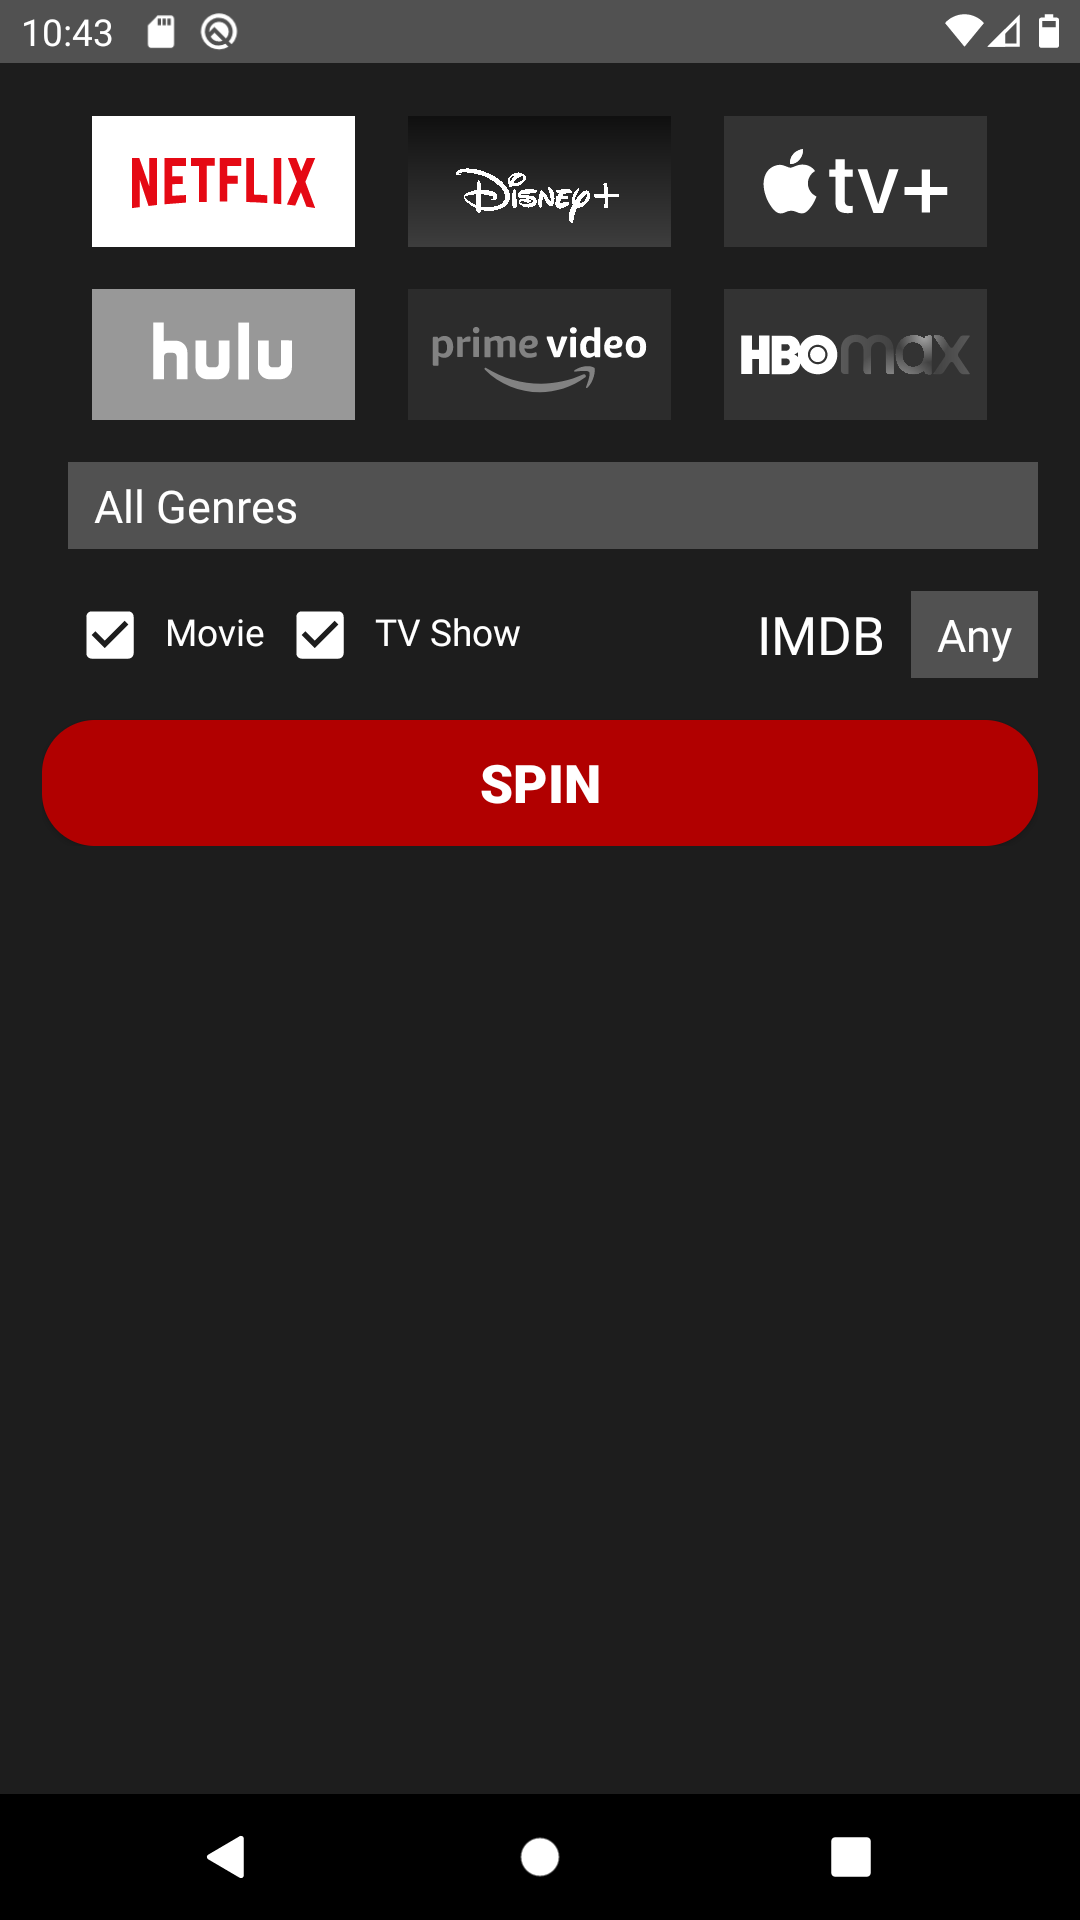 10:43
NETFLIX
Disney+
tv+
hulu
prime video
HBOmax
All Genres
Movie
TV Show
IMDB
Any
SPIN